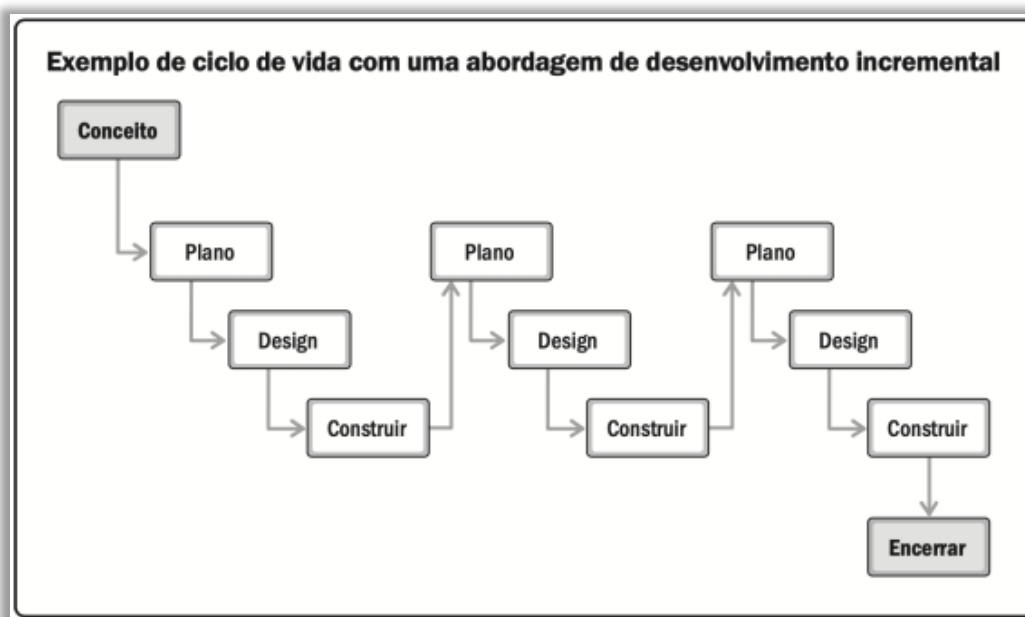 Exemplo de ciclo de vida com uma abordagem de desenvolvimento incremental
Conceito
Plano
Design
Construir
Plano
Design
Construir
Plano
Design
Construir
Encerrar